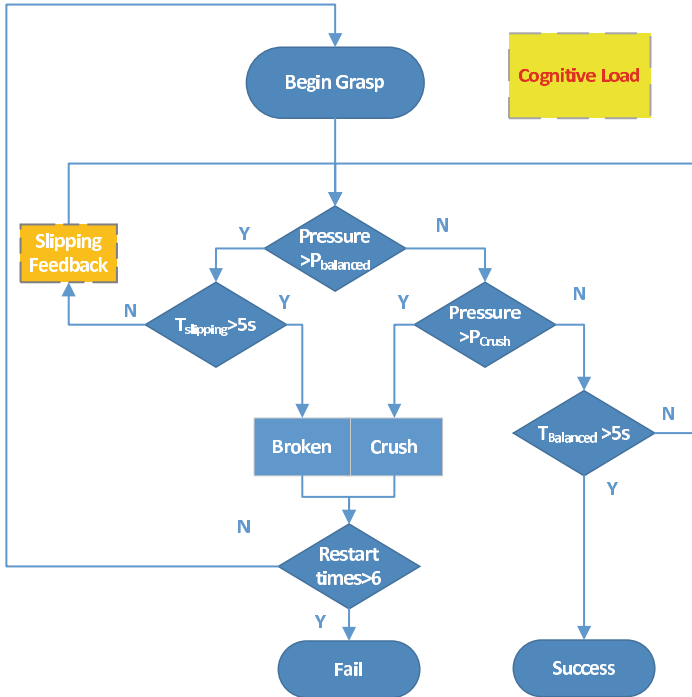 Begin Grasp
Cognitive Load
Slipping
Feedback
Y
Pressure
>Pbalanced
N
N
Tslipping>5s
Y
Y
Pressure
>PCrush
N
Broken
Crush
TBalanced >5s
N
Y
N
Restart
times>6
Y
Fail
Success